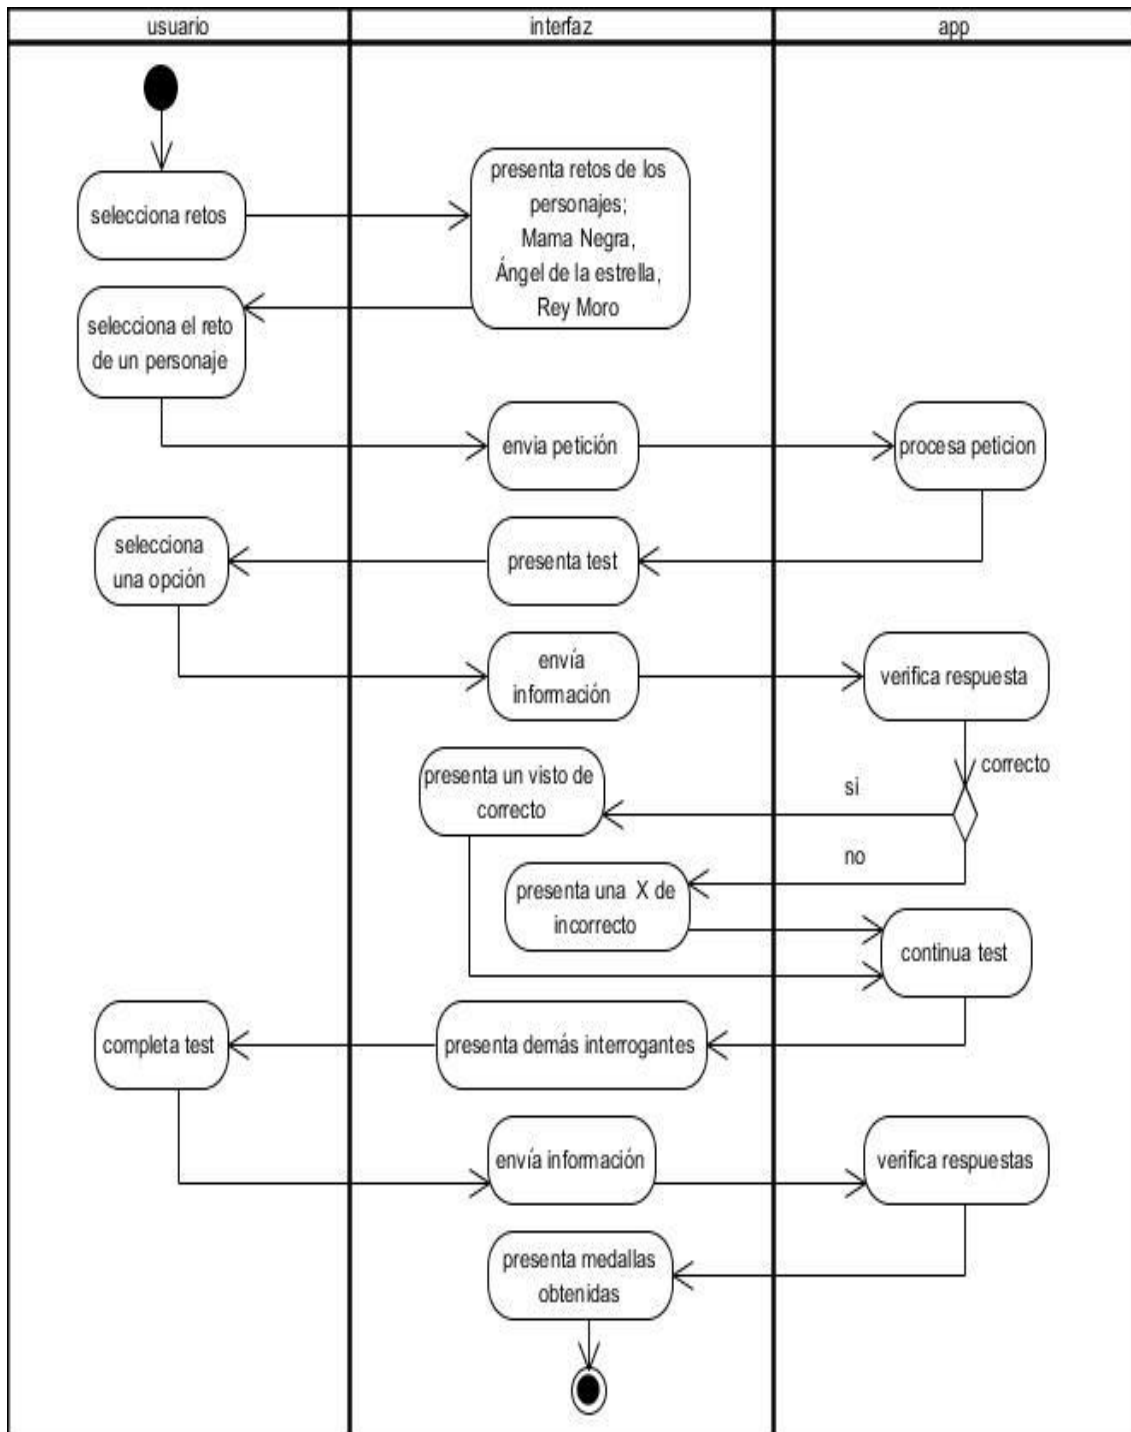 usuario
interfaz
app
selecciona retos
presenta retos de los
personajes;
Mama Negra,
Ángel de la estrella,
Rey Moro
selecciona el reto
de un personaje
envia petición
procesa peticion
selecciona
una opción
presenta test
envía
información
verifica respuesta
correcto
presenta un visto de
correcto
si
no
presenta una X de
incorrecto
continua test
completa test
presenta demás interrogantes
envía información
verifica respuestas
presenta medallas
obtenidas